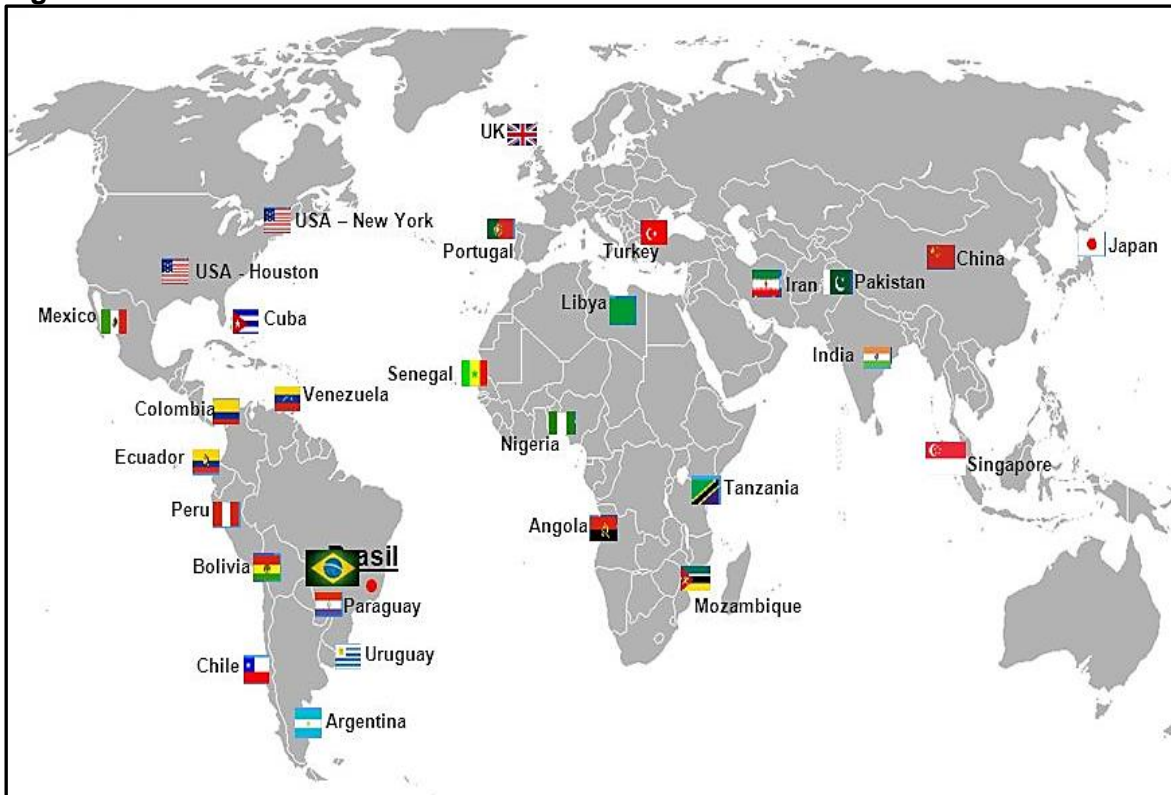 UK
USA – New York
Portugal
Turkey
China
Japan
USA - Houston
Iran
Pakistan
Libya
Mexico
Cuba
India
Senegal
Venezuela
Colombia
Nigeria
Ecuador
Singapore
Tanzania
Peru
Angola
Brasil
Bolivia
Paraguay
Mozambique
Uruguay
Chile
Argentina